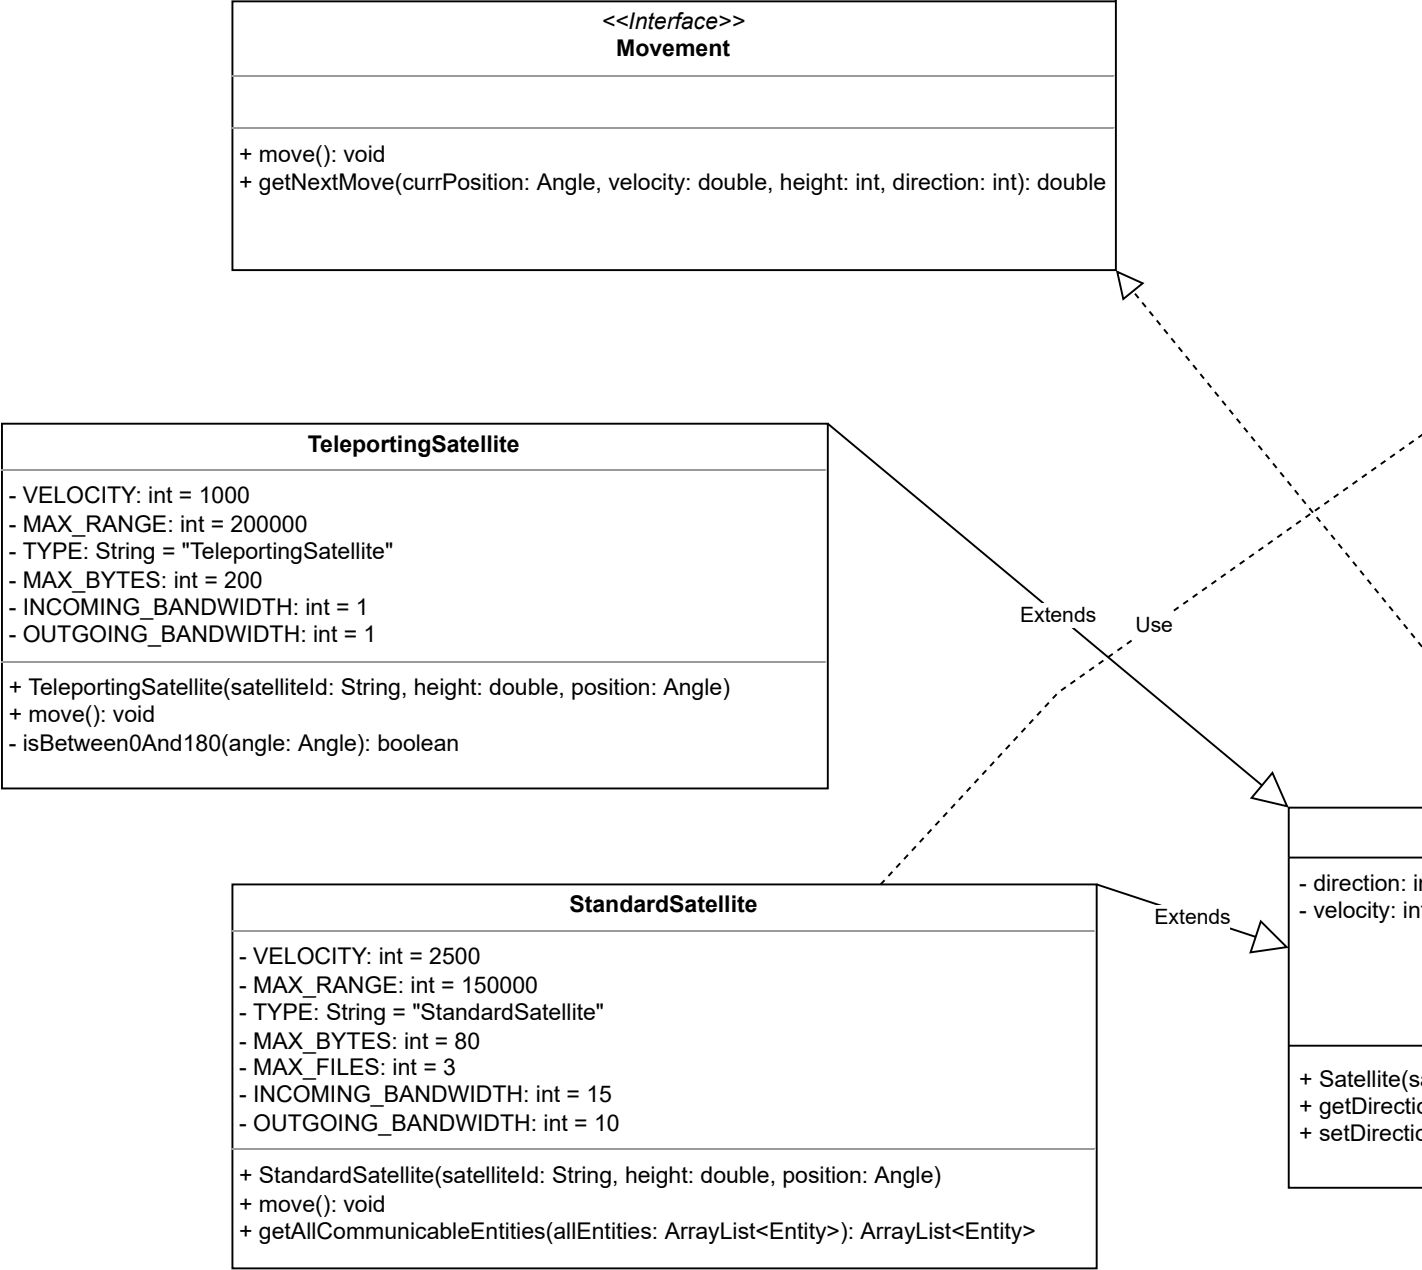 <<Interface>>
Movement
+ move(): void
+ getNextMove(currPosition: Angle, velocity: double, height: int, direction: int): double
TeleportingSatellite
- VELOCITY: int = 1000
- MAX_RANGE: int = 200000
- TYPE: String = "TeleportingSatellite"
- MAX_BYTES: int = 200
- INCOMING_BANDWIDTH: int = 1
- OUTGOING_BANDWIDTH: int = 1
+ TeleportingSatellite(satelliteId: String, height: double, position: Angle)
+ move(): void
- isBetween0And180(angle: Angle): boolean
Extends
Use
StandardSatellite
- VELOCITY: int = 2500
- MAX_RANGE: int = 150000
- TYPE: String = "StandardSatellite"
- MAX_BYTES: int = 80
- MAX_FILES: int = 3
- INCOMING_BANDWIDTH: int = 15
- OUTGOING_BANDWIDTH: int = 10
+ StandardSatellite(satelliteId: String, height: double, position: Angle)
+ move(): void
+ getAllCommunicableEntities(allEntities: ArrayList<Entity>): ArrayList<Entity>
Extends
- direction:
- velocity:
+ Satellite(
+
+